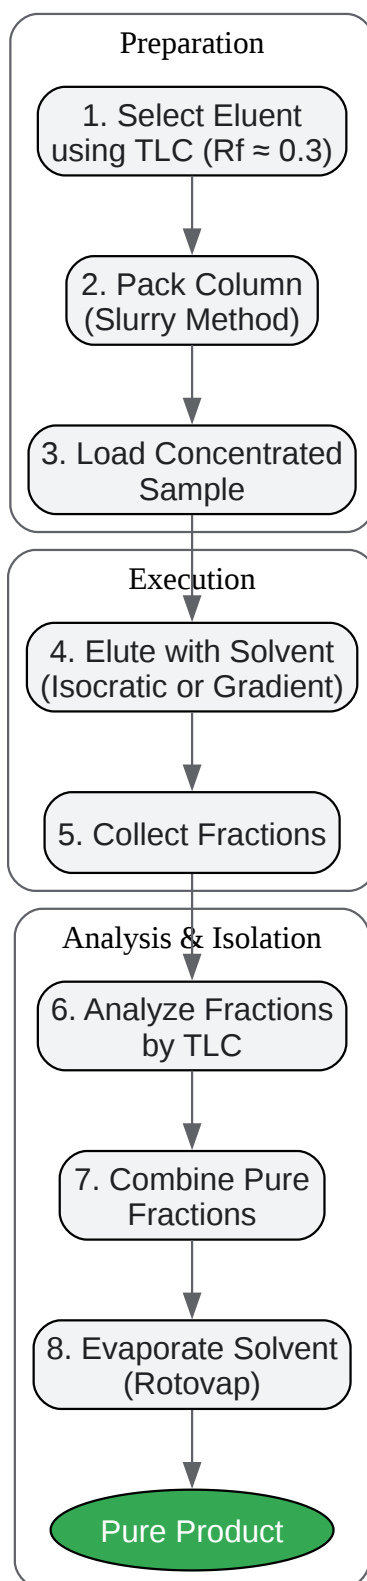 Preparation
1. Select Eluent
using TLC (Rf ≈ 0.3)
2. Pack Column
(Slurry Method)
3. Load Concentrated
Sample
Execution
4. Elute with Solvent
(Isocratic or Gradient)
5. Collect Fractions
Analysis & Isolation
6. Analyze Fractions
by TLC
7. Combine Pure
Fractions
8. Evaporate Solvent
(Rotovap)
Pure Product